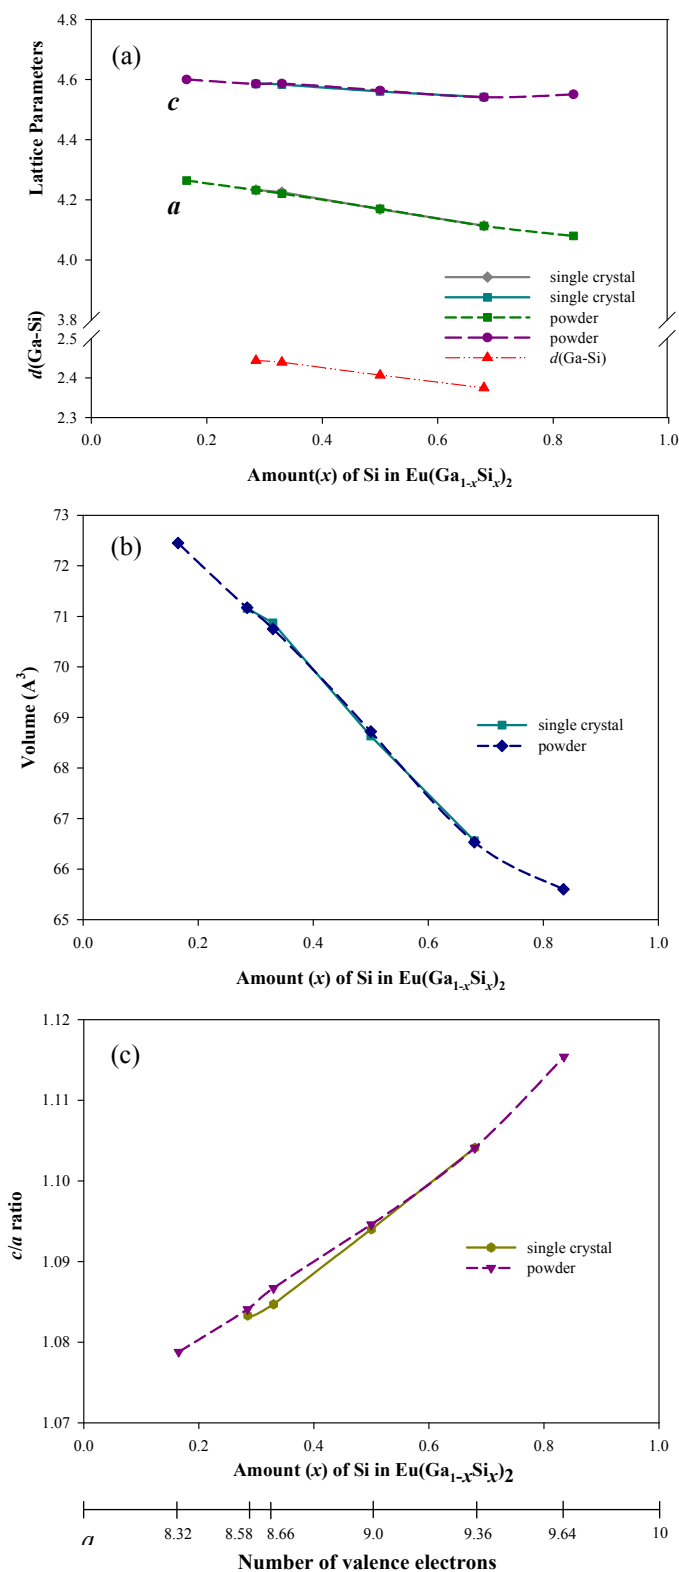 4.8
(a)
4.6
c
4.4
Lattice Parameters
4.2
a
4.0
single crystal
single crystal
3.8
powder
2.5
powder
d(Ga-Si)
d(Ga-Si)
2.4
2.3
0.0 0.2 0.4 0.6 0.8 1.0
Amount(x) of Si in Eu(Ga1-xSix)2
73
(b)
72
71
70
Volume (A3)
69
single crystal
powder
68
67
66
65
0.0 0.2 0.4 0.6 0.8 1.0
Amount (x) of Si in Eu(Ga1-xSix)2
1.12
(c)
1.11
1.10
c/a ratio
single crystal
1.09
powder
1.08
1.07
0.0 0.2 0.4 0.6 0.8 1.0
Amount (x) of Si in Eu(Ga1-xSix)2
8.32 8.58 8.66 9.0 9.36 9.64 10
Number of valence electrons